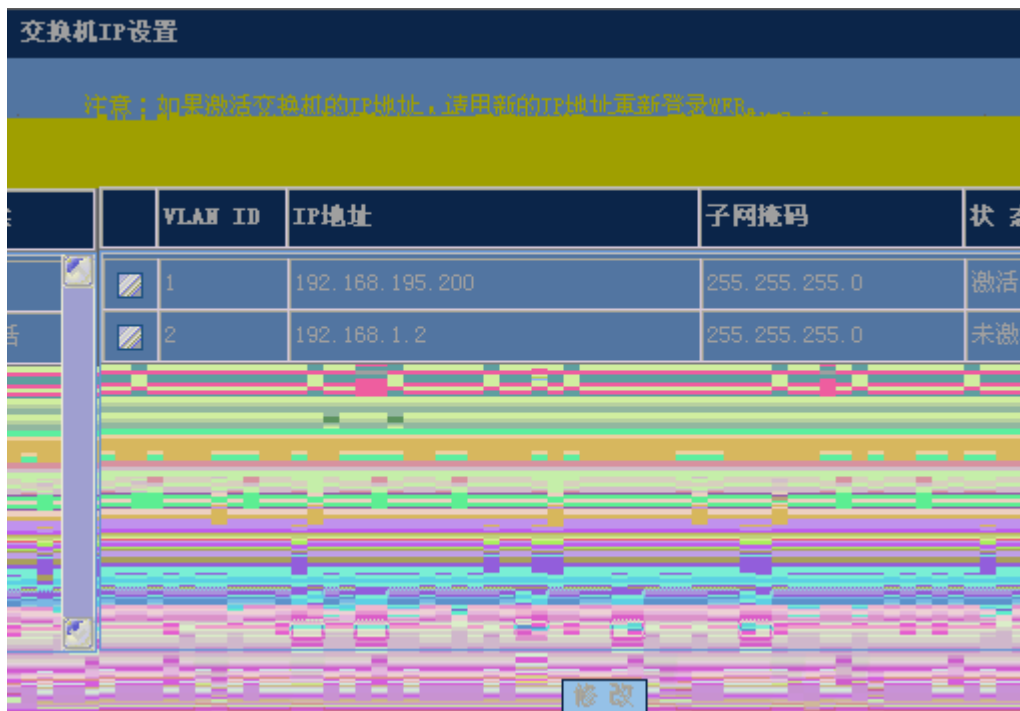 交换机IP设置
注意：如果激活交换机的IP地址，请用新的IP地址重新登录WEB。
VLAN ID IP地址 子网掩码 状
1 192.168.195.200 255.255.255.0 激活
活 2 192.168.1.2 255.255.255.0 未激
修 改